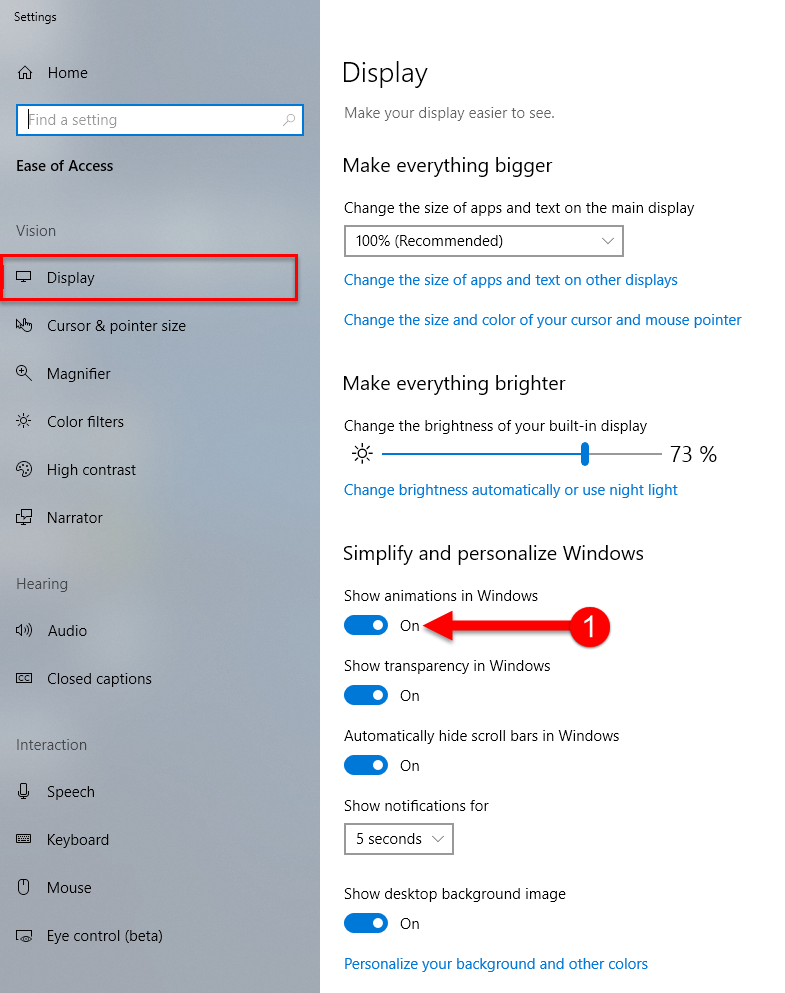 Settings
Home
Find a setting
Ease of Access
Vision
Display
Cursor & pointer size
Magnifier
Color filters
High contrast
Narrator
Hearing
Audio
Closed captions
Interaction
Speech
Keyboard
Mouse
Eye control (beta)
Display
Make your display easier to see.
Make everything bigger
Change the size of apps and text on the main display
100% (Recommended)
Change the size of apps and text on other displays
Change the size and color of your cursor and mouse pointer
Make everything brighter
Change the brightness of your built-in display
73 %
Change brightness automatically or use night light
Simplify and personalize Windows
Show animations in Windows
On 1
Show transparency in Windows
On
Automatically hide scroll bars in Windows
On
Show notifications for
5 seconds
Show desktop background image
On
Personalize your background and other colors